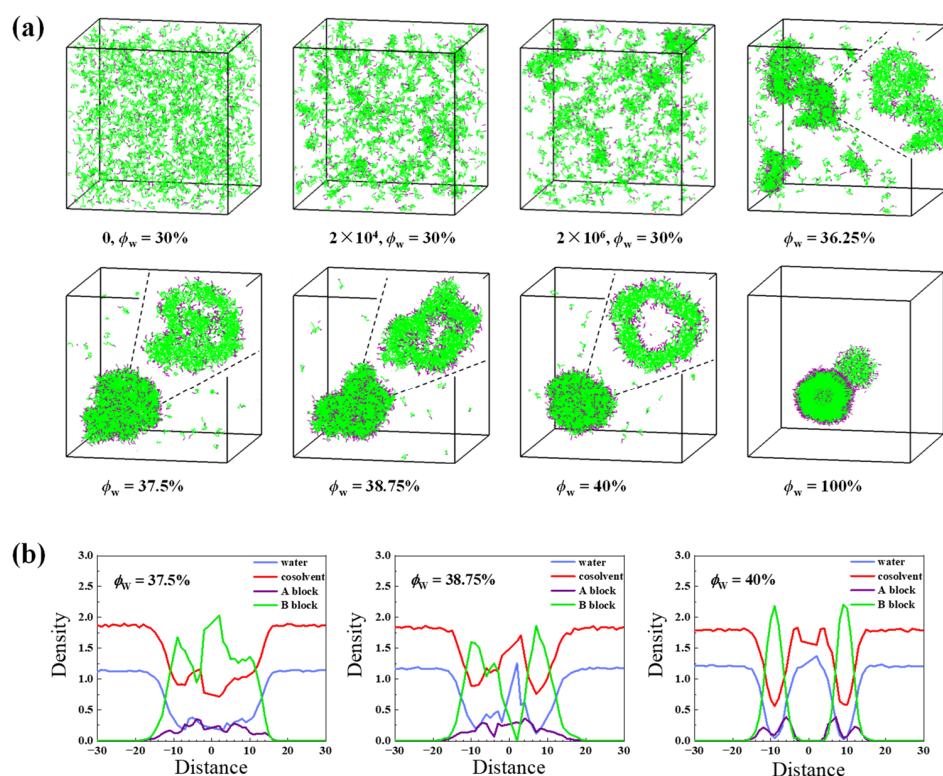 (a)
0, ϕw = 30%
2×10⁴, ϕw = 30%
2×10⁶, ϕw = 30%
ϕw = 36.25%
ϕw = 37.5%
ϕw = 38.75%
ϕw = 40%
ϕw = 100%
(b)
ϕW = 37.5%
water
cosolvent
A block
B block
Density
3.0
2.5
2.0
1.5
1.0
0.5
0.0
−30 −20 −10 0 10 20 30
Distance
ϕW = 38.75%
water
cosolvent
A block
B block
Density
3.0
2.5
2.0
1.5
1.0
0.5
0.0
−30 −20 −10 0 10 20 30
Distance
ϕW = 40%
water
cosolvent
A block
B block
Density
3.0
2.5
2.0
1.5
1.0
0.5
0.0
−30 −20 −10 0 10 20 30
Distance